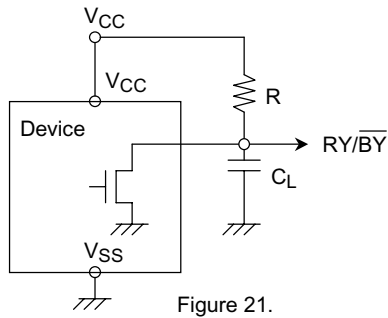 VCC
VCC
R
Device
RY/BY
CL
VSS
Figure 21.